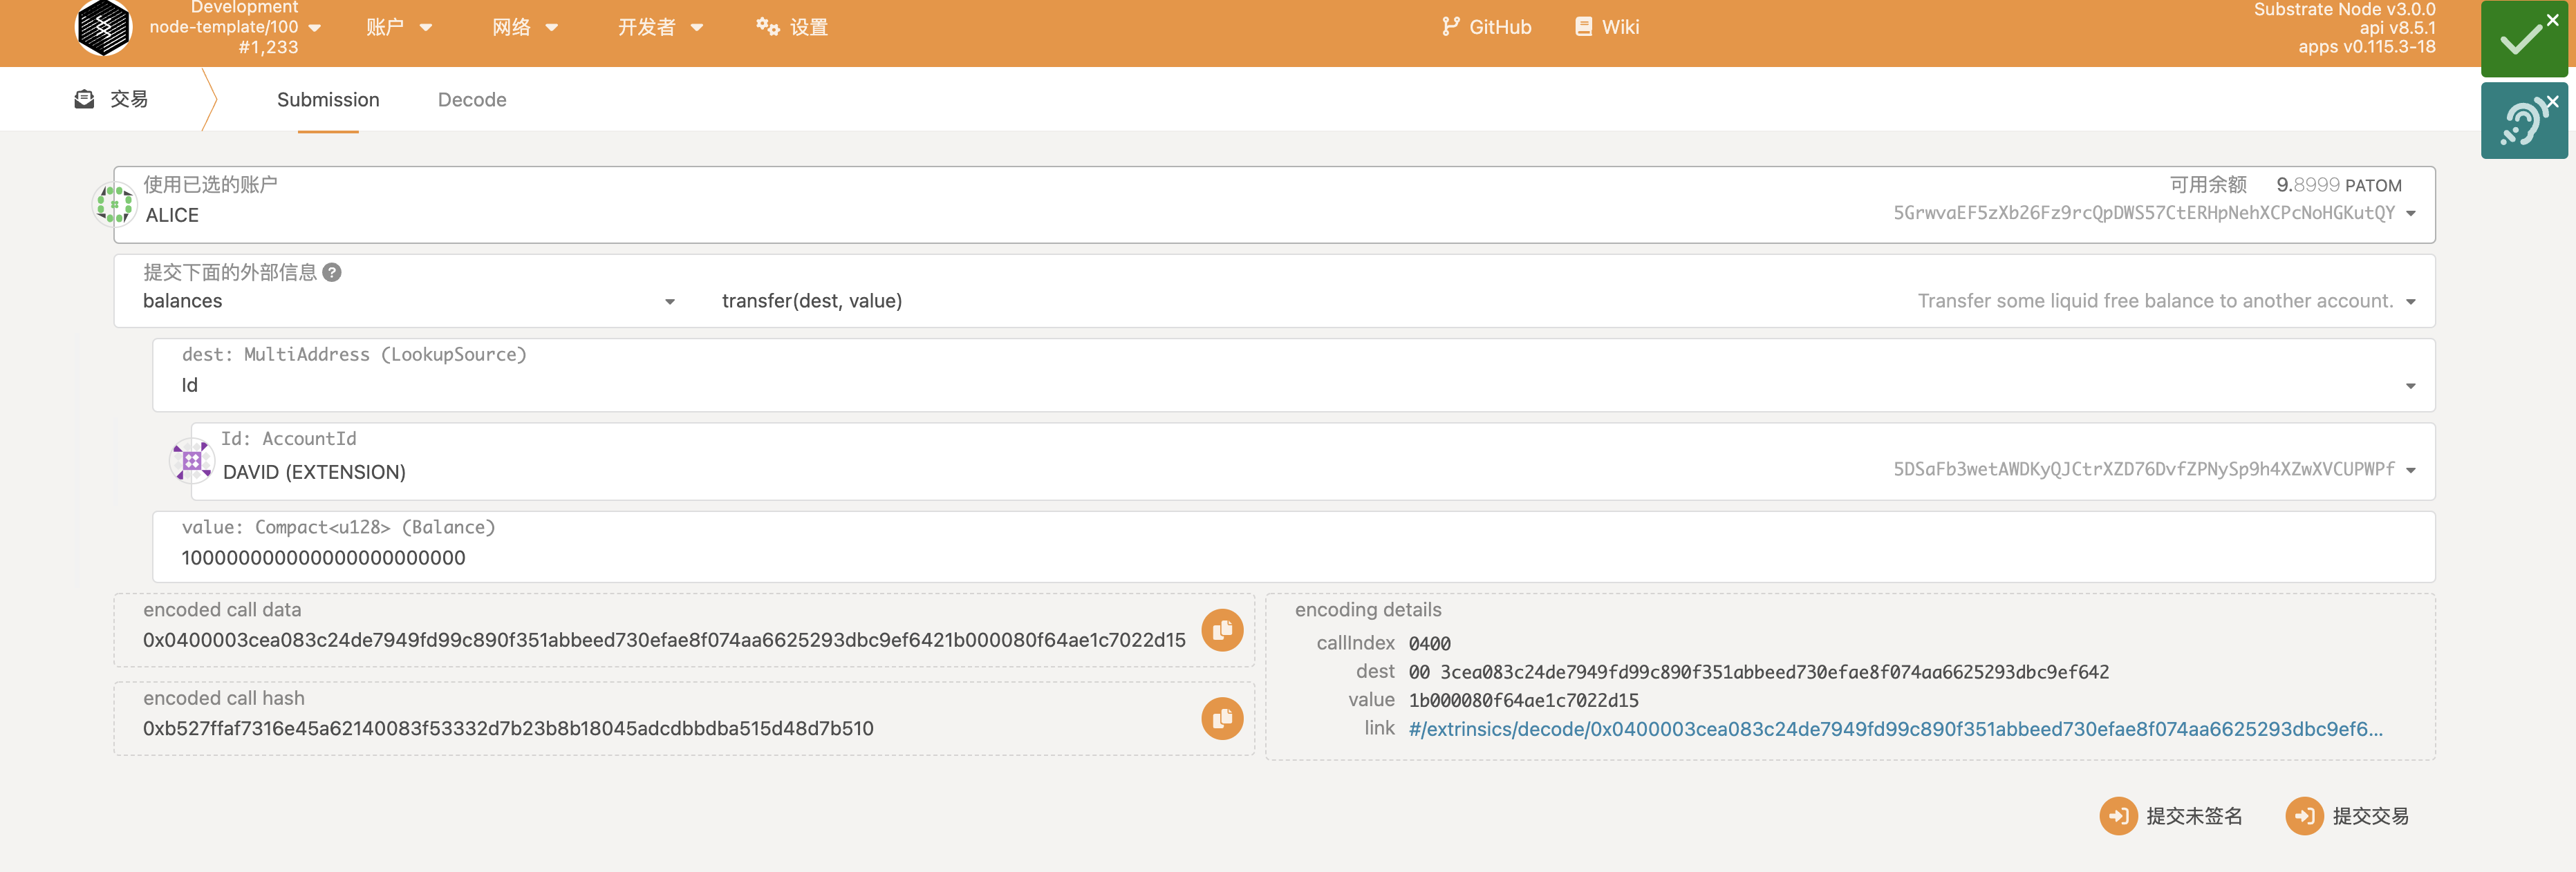 Development
node-template/100
#1,233
账户
网络
开发者
设置
GitHub
Wiki
Substrate Node v3.0.0
api v8.5.1
apps v0.115.3-18
交易
Submission
Decode
使用已选的账户
ALICE
可用余额 9.8999 PATOM
5GrwvaEF5zXb26Fz9rcQpDWS57CtERHpNehXCPcNoHGKutQY
提交下面的外部信息
balances
transfer(dest, value)
Transfer some liquid free balance to another account.
dest: MultiAddress (LookupSource)
Id
Id: AccountId
DAVID (EXTENSION)
5DSaFb3wetAWDKyQJCtrXZD76DvfZPNySp9h4XZwXVCUPWPf
value: Compact<u128> (Balance)
100000000000000000000000
encoded call data
0x0400003cea083c24de7949fd99c890f351abbeed730efae8f074aa6625293dbc9ef6421b000080f64ae1c7022d15
encoded call hash
0xb527ffaf7316e45a62140083f53332d7b23b8b18045adcdbbdba515d48d7b510
encoding details
callIndex 0400
dest 00 3cea083c24de7949fd99c890f351abbeed730efae8f074aa6625293dbc9ef642
value 1b000080f64ae1c7022d15
link #/extrinsics/decode/0x0400003cea083c24de7949fd99c890f351abbeed730efae8f074aa6625293dbc9ef6...
提交未签名
提交交易